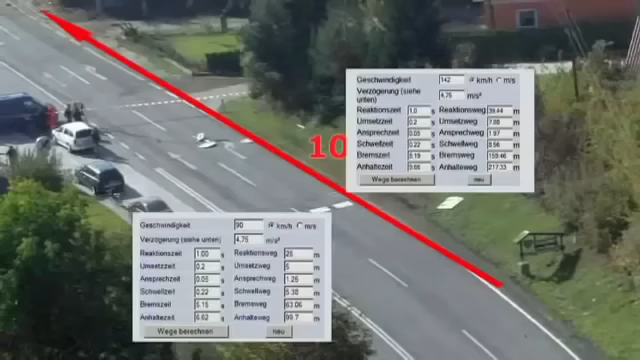 10
Geschwindigkeit 142 km/h m/s
Verzögerung (siehe unten) 4,75 m/s²
Reaktionszeit 1,0 s Reaktionsweg 39.44 m
Umsetzzeit 0.2 s Umsetzweg 7.88 m
Ansprechzeit 0.05 s Ansprechweg 1.97 m
Schwellzeit 0.22 s Schwellweg 8.56 m
Bremszeit 8.19 s Bremsweg 159.46 m
Anhaltezeit 9.66 s Anhalteweg 217.33 m
Wege berechnen neu
Geschwindigkeit 90 km/h m/s
Verzögerung (siehe unten) 4,75 m/s²
Reaktionszeit 1.00 s Reaktionsweg 25 m
Umsetzzeit 0.2 s Umsetzweg 5 m
Ansprechzeit 0.05 s Ansprechweg 1.25 m
Schwellzeit 0.22 s Schwellweg 5.38 m
Bremszeit 5.15 s Bremsweg 63.06 m
Anhaltezeit 6.62 s Anhalteweg 99.7 m
Wege berechnen neu